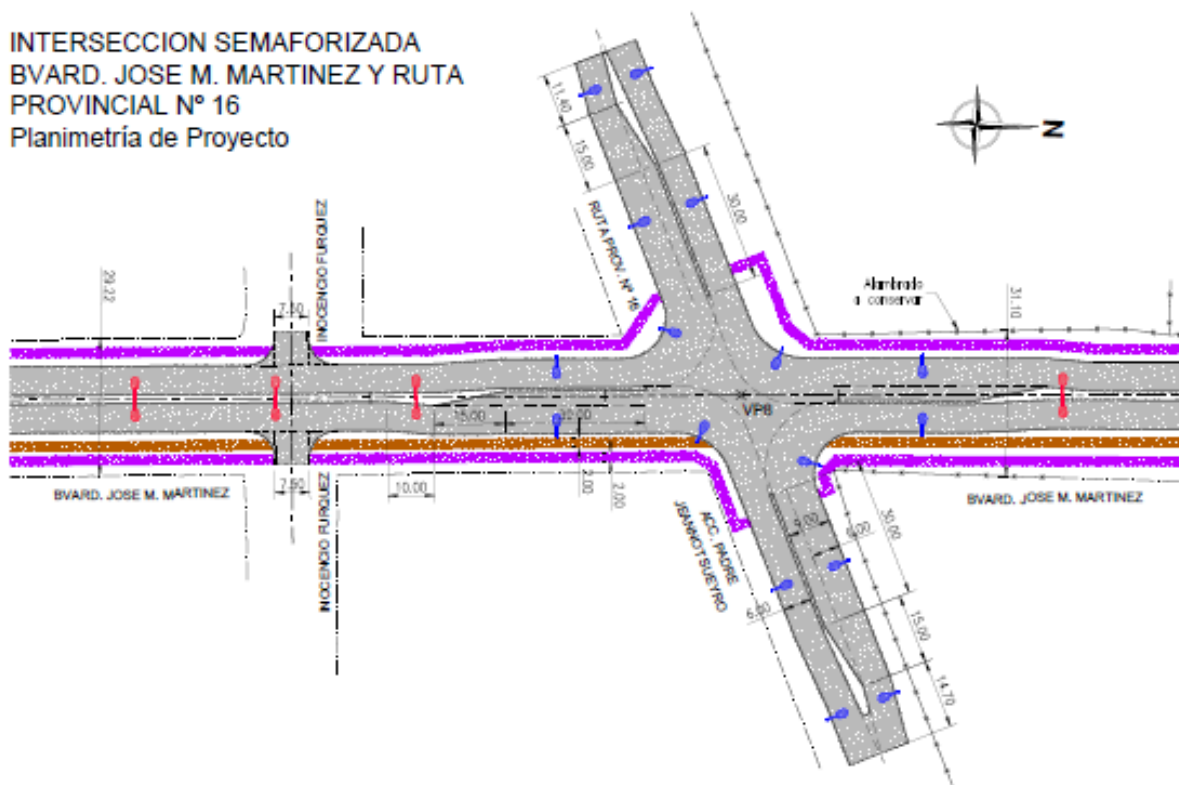 INTERSECCION SEMAFORIZADA
BVARD. JOSE M. MARTINEZ Y RUTA
PROVINCIAL Nº 16
Planimetría de Proyecto
N
11.40
15.00
30.00
RUTA PROV. Nº 16
INOCENCIO FURQUEZ
29.22
7.50
Alambrado
a conservar
31.10
VP8
15.00
10.00
2.00
2.00
7.50
BVARD. JOSE M. MARTINEZ
BVARD. JOSE M. MARTINEZ
INOCENCIO FURQUEZ
ACC. PADRE
JEANNOT SUEYRO
6.00
30.00
15.00
14.70